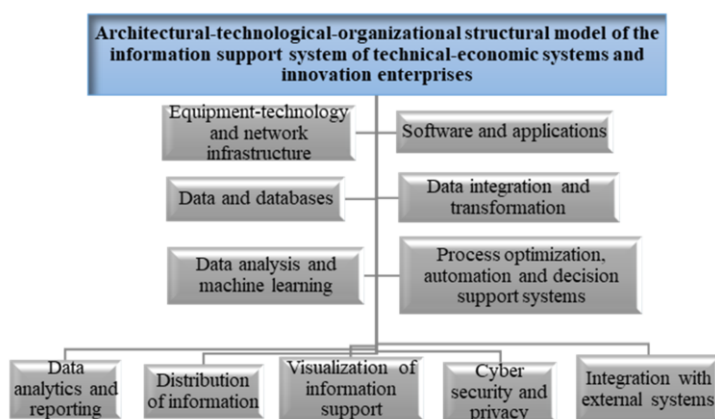 Architectural-technological-organizational structural model of the
information support system of technical-economic systems and
innovation enterprises
Equipment-technology
and network
infrastructure
Software and applications
Data and databases
Data integration and
transformation
Data analysis and
machine learning
Process optimization,
automation and decision
support systems
Data
analytics and
reporting
Distribution
of information
Visualization of
information
support
Cyber
security and
privacy
Integration with
external systems